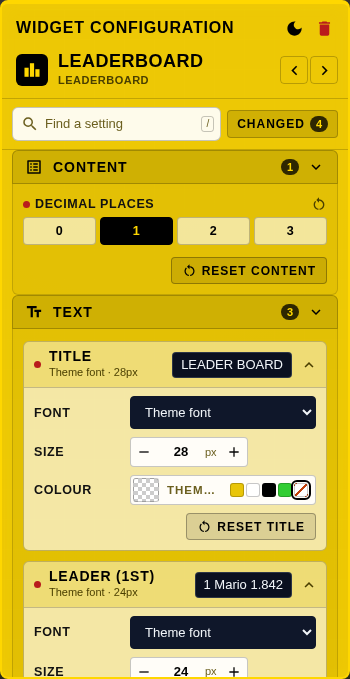 WIDGET CONFIGURATION
LEADERBOARD
LEADERBOARD
Find a setting /
CHANGED 4
CONTENT 1
DECIMAL PLACES
0 1 2 3
RESET CONTENT
TEXT 3
TITLE
Theme font · 28px
LEADER BOARD
FONT Theme font
SIZE − 28 px +
COLOUR THEM...
RESET TITLE
LEADER (1ST)
Theme font · 24px
1 Mario 1.842
FONT Theme font
SIZE − 24 px +